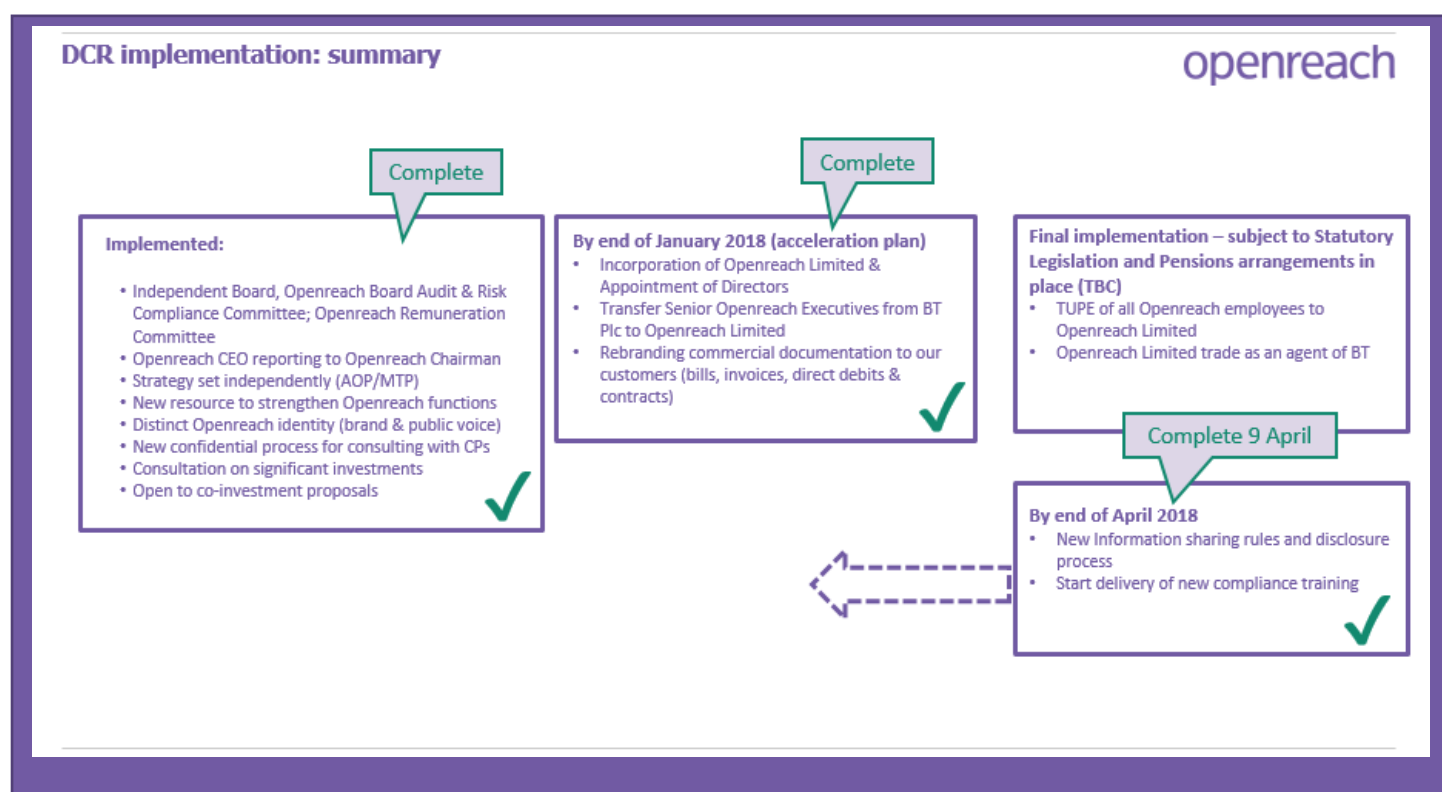 DCR implementation: summary
openreach
Complete
Implemented:
• Independent Board, Openreach Board Audit & Risk
Compliance Committee; Openreach Remuneration
Committee
• Openreach CEO reporting to Openreach Chairman
• Strategy set independently (AOP/MTP)
• New resource to strengthen Openreach functions
• Distinct Openreach identity (brand & public voice)
• New confidential process for consulting with CPs
• Consultation on significant investments
• Open to co-investment proposals
Complete
By end of January 2018 (acceleration plan)
• Incorporation of Openreach Limited &
Appointment of Directors
• Transfer Senior Openreach Executives from BT
Plc to Openreach Limited
• Rebranding commercial documentation to our
customers (bills, invoices, direct debits &
contracts)
Final implementation – subject to Statutory
Legislation and Pensions arrangements in
place (TBC)
• TUPE of all Openreach employees to
Openreach Limited
• Openreach Limited trade as an agent of BT
Complete 9 April
By end of April 2018
• New Information sharing rules and disclosure
process
• Start delivery of new compliance training